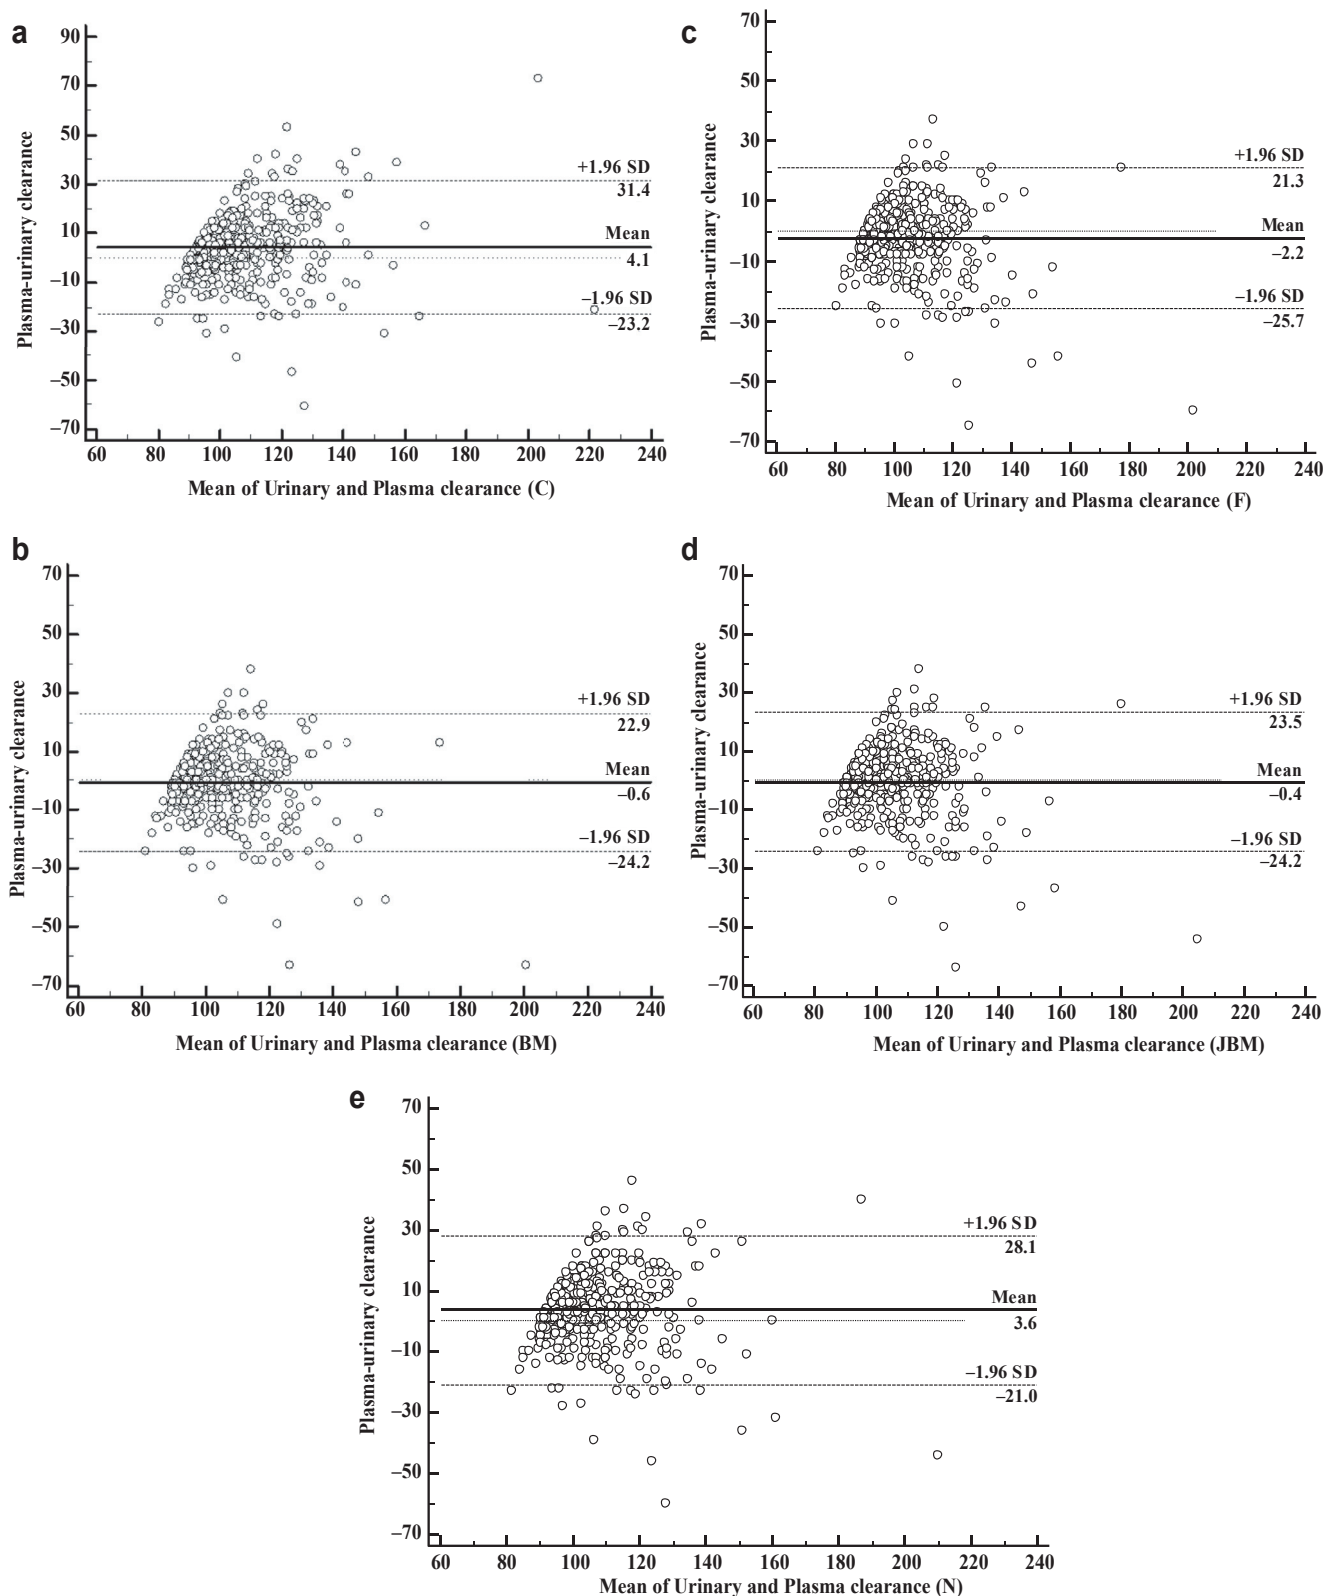 a
90
70
50
30
10
–10
–30
–50
–70
Plasma-urinary clearance
+1.96 SD
31.4
Mean
4.1
–1.96 SD
–23.2
60 80 100 120 140 160 180 200 220 240
Mean of Urinary and Plasma clearance (C)
c
70
50
30
10
–10
–30
–50
–70
Plasma-urinary clearance
+1.96 SD
21.3
Mean
–2.2
–1.96 SD
–25.7
60 80 100 120 140 160 180 200 220 240
Mean of Urinary and Plasma clearance (F)
b
70
50
30
10
–10
–30
–50
–70
Plasma-urinary clearance
+1.96 SD
22.9
Mean
–0.6
–1.96 SD
–24.2
60 80 100 120 140 160 180 200 220 240
Mean of Urinary and Plasma clearance (BM)
d
70
50
30
10
–10
–30
–50
–70
Plasma-urinary clearance
+1.96 SD
23.5
Mean
–0.4
–1.96 SD
–24.2
60 80 100 120 140 160 180 200 220 240
Mean of Urinary and Plasma clearance (JBM)
e
70
50
30
10
–10
–30
–50
–70
Plasma-urinary clearance
+1.96 SD
28.1
Mean
3.6
–1.96 SD
–21.0
60 80 100 120 140 160 180 200 220 240
Mean of Urinary and Plasma clearance (N)